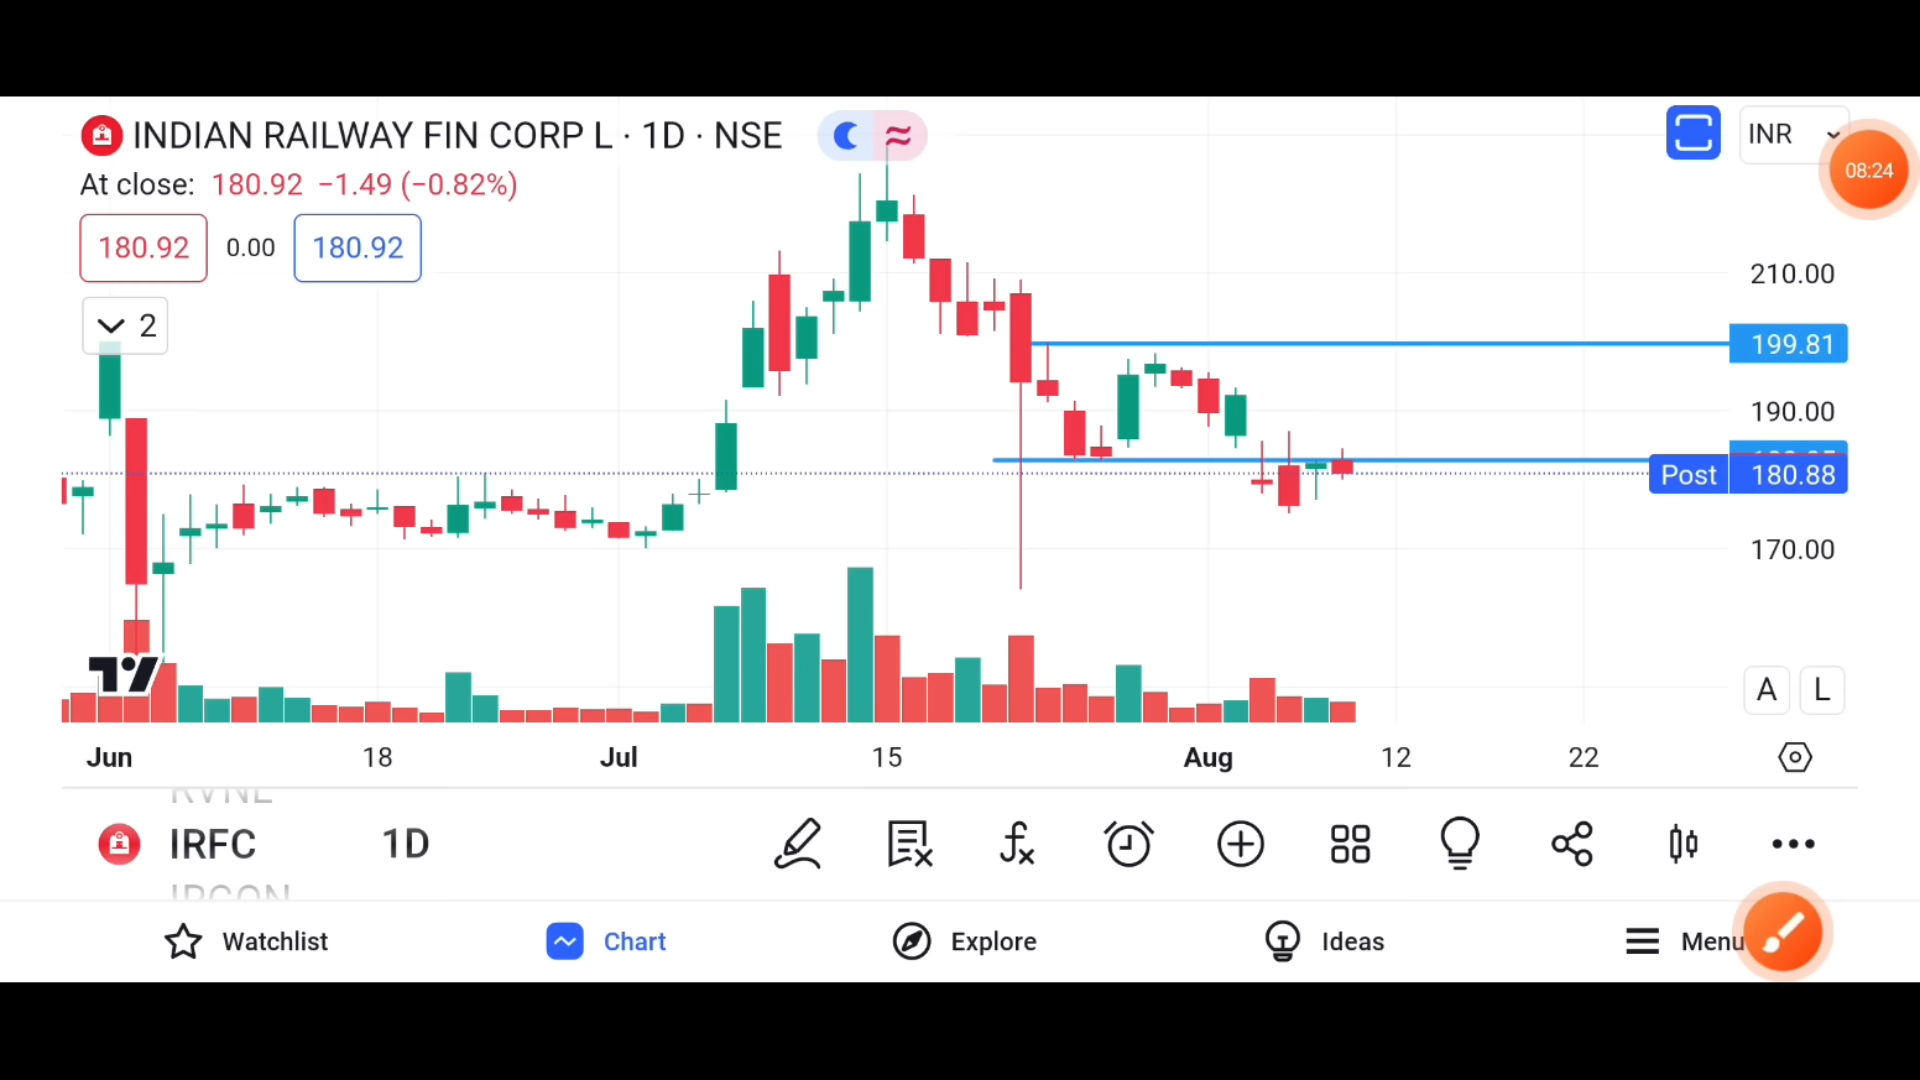 INDIAN RAILWAY FIN CORP L · 1D · NSE
INR
08:24
At close: 180.92 −1.49 (−0.82%)
180.92 0.00 180.92
2
210.00
199.81
190.00
Post 180.88
170.00
A L
Jun 18 Jul 15 Aug 12 22
RVNL
IRFC 1D
IRCON
Watchlist Chart Explore Ideas Menu